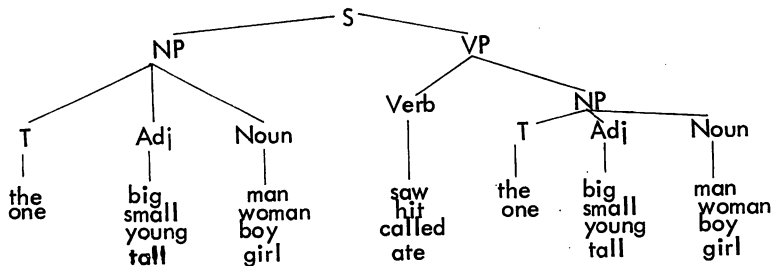 S
NP VP
Verb NP
T Adj Noun T Adj Noun
the big man saw the big man
one small woman hit one small woman
young boy called young boy
tall girl ate tall girl